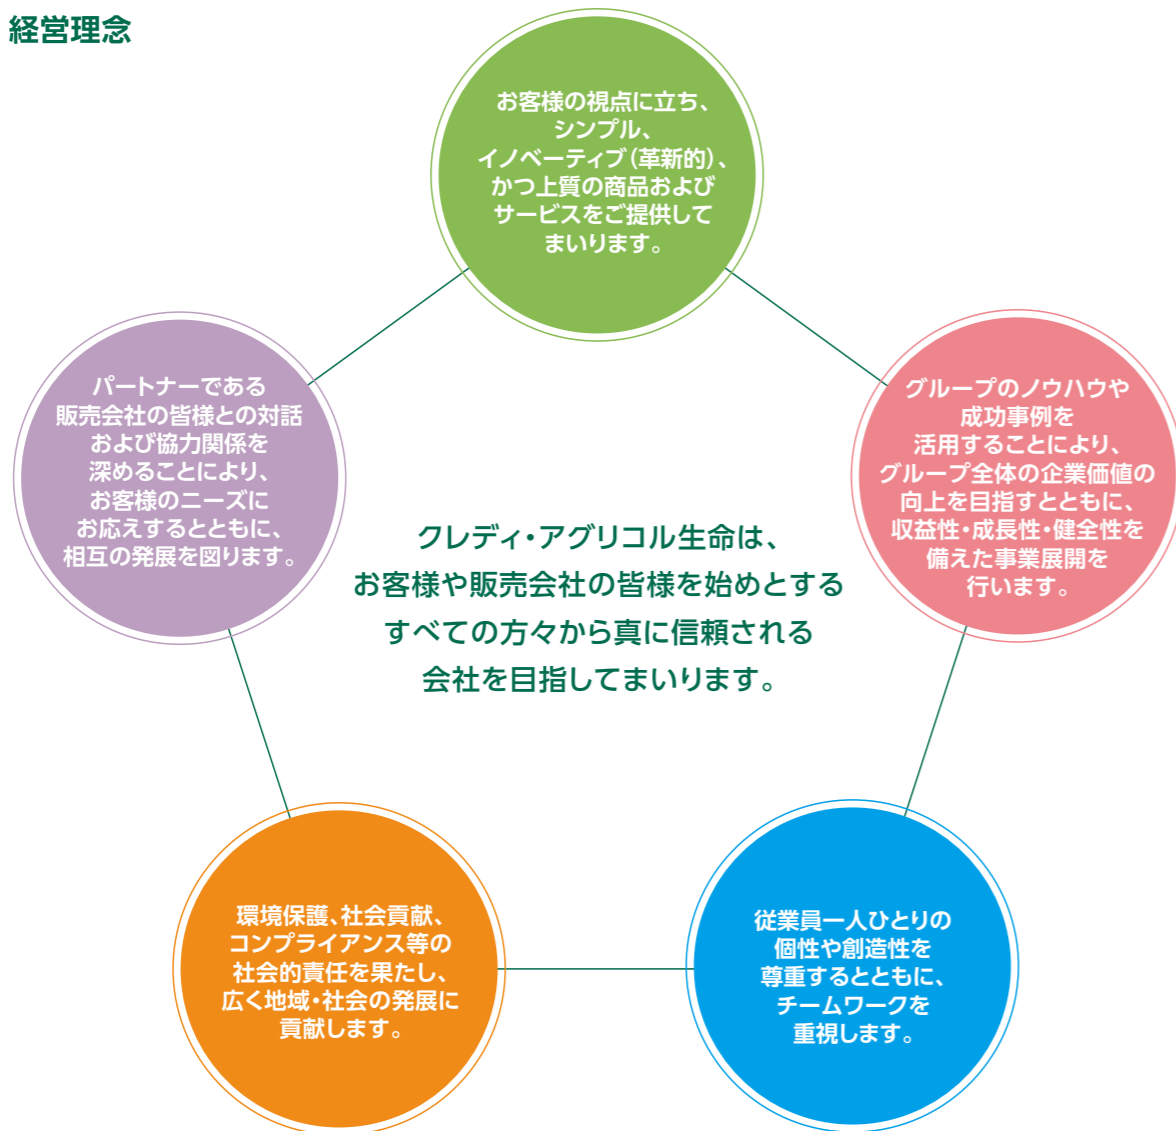 経営理念
お客様の視点に立ち、
シンプル、
イノベーティブ(革新的)、
かつ上質の商品および
サービスをご提供して
まいります。
パートナーである
販売会社の皆様との対話
および協力関係を
深めることにより、
お客様のニーズに
お応えするとともに、
相互の発展を図ります。
グループのノウハウや
成功事例を
活用することにより、
グループ全体の企業価値の
向上を目指すとともに、
収益性・成長性・健全性を
備えた事業展開を
行います。
クレディ・アグリコル生命は、
お客様や販売会社の皆様を始めとする
すべての方々から真に信頼される
会社を目指してまいります。
環境保護、社会貢献、
コンプライアンス等の
社会的責任を果たし、
広く地域・社会の発展に
貢献します。
従業員一人ひとりの
個性や創造性を
尊重するとともに、
チームワークを
重視します。